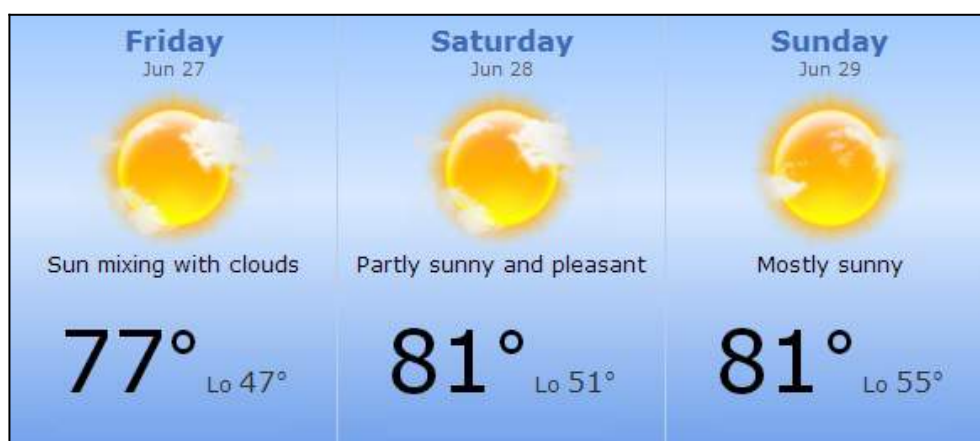 Friday
Jun 27
Sun mixing with clouds
77° Lo 47°
Saturday
Jun 28
Partly sunny and pleasant
81° Lo 51°
Sunday
Jun 29
Mostly sunny
81° Lo 55°